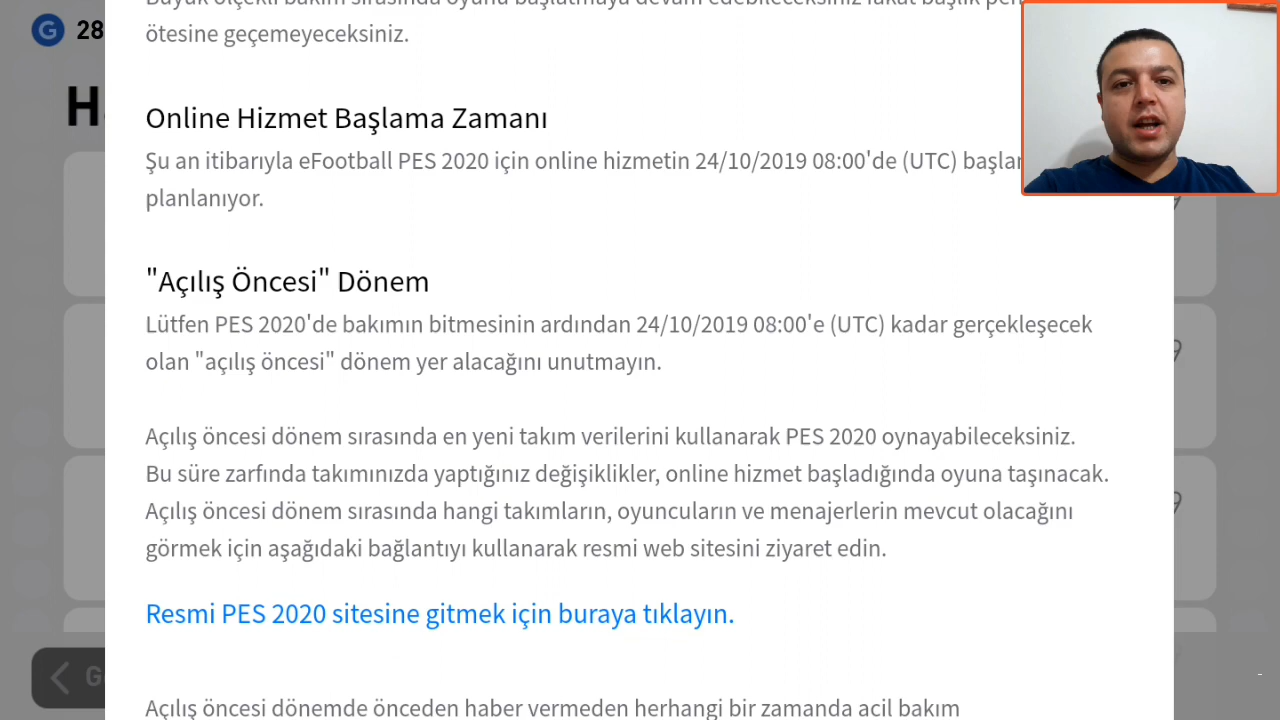 G 28
Büyük ölçekli bakım sırasında oyunu başlatmaya devam edebileceksiniz fakat başlık
ötesine geçemeyeceksiniz.
Online Hizmet Başlama Zamanı
Şu an itibarıyla eFootball PES 2020 için online hizmetin 24/10/2019 08:00'de (UTC)
planlanıyor.
"Açılış Öncesi" Dönem
Lütfen PES 2020'de bakımın bitmesinin ardından 24/10/2019 08:00'e (UTC) kadar gerçekleşecek
olan "açılış öncesi" dönem yer alacağını unutmayın.
Açılış öncesi dönem sırasında en yeni takım verilerini kullanarak PES 2020 oynayabileceksiniz.
Bu süre zarfında takımınızda yaptığınız değişiklikler, online hizmet başladığında oyuna taşınacak.
Açılış öncesi dönem sırasında hangi takımların, oyuncuların ve menajerlerin mevcut olacağını
görmek için aşağıdaki bağlantıyı kullanarak resmi web sitesini ziyaret edin.
Resmi PES 2020 sitesine gitmek için buraya tıklayın.
Açılış öncesi dönemde önceden haber vermeden herhangi bir zamanda acil bakım